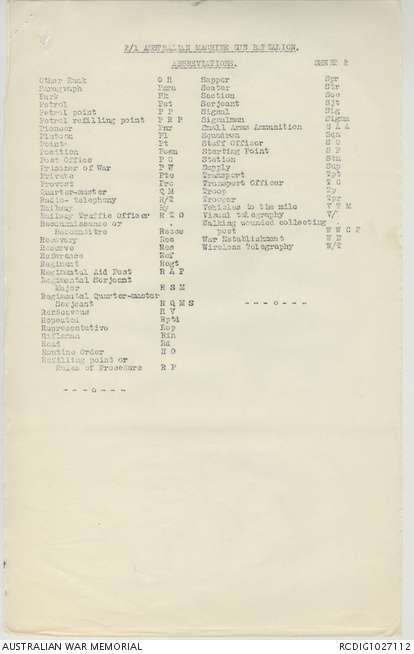 2/1 AUSTRALIAN MACHINE GUN BATTALION.
ABBREVIATIONS. SHEET 2
Other Rank O R
Paragraph Para
Park Pk
Patrol Pat
Petrol point P P
Petrol refilling point P R P
Pioneer Pnr
Platoon Pl
Point Pt
Position Posn
Post Office P O
Prisoner of War P W
Private Pte
Provost Pro
Quarter-master Q M
Radio-telephony R/T
Railway Ry
Railway Traffic Officer R T O
Reconnaissance or
Reconnoitre Recce
Recovery Rec
Reserve Res
Reference Ref
Regiment Regt
Regimental Aid Post R A P
Regimental Serjeant
Major R S M
Regimental Quarter-master
Serjeant R Q M S
Rendezvous R V
Repeated Rptd
Representative Rep
Rifleman Rfn
Road Rd
Routine Order R O
Refilling point or
Rules of Procedure R P
- - - o - - -
Sapper Spr
Seater Str
Section Sec
Serjeant Sjt
Signal Sig
Signalman Sigmn
Small Arms Ammunition S A A
Squadron Sqn
Staff Officer S O
Starting Point S P
Station Stn
Supply Sup
Transport Tpt
Transport Officer T O
Troop Tp
Trooper Tpr
Vehicles to the mile V T M
Visual telegraphy V/
Walking wounded collecting
post W W C P
War Establishment W E
Wireless Telegraphy W/T
- - - o - - -
AUSTRALIAN WAR MEMORIAL RCDIG1027112